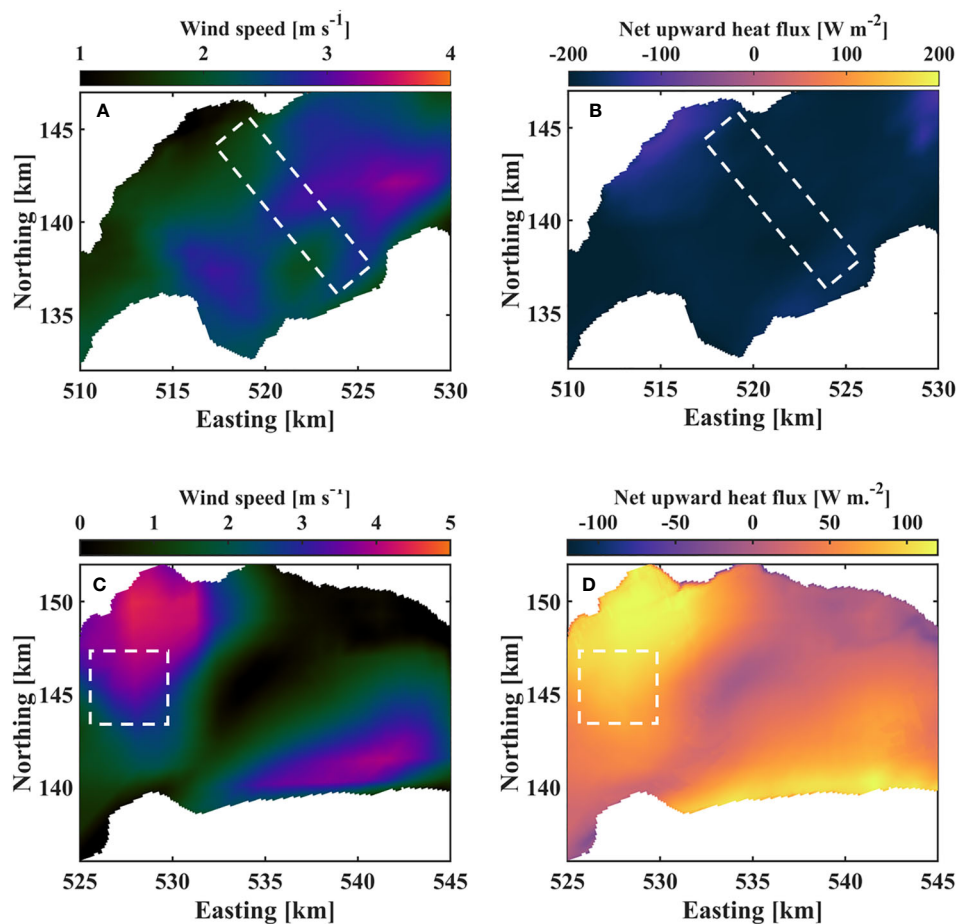 Wind speed [m s⁻¹]
1 2 3 4
A
145
140
135
Northing [km]
510 515 520 525 530
Easting [km]
Net upward heat flux [W m⁻²]
-200 -100 0 100 200
B
145
140
135
Northing [km]
510 515 520 525 530
Easting [km]
Wind speed [m s⁻¹]
0 1 2 3 4 5
C
150
145
140
Northing [km]
525 530 535 540 545
Easting [km]
Net upward heat flux [W m.⁻²]
-100 -50 0 50 100
D
150
145
140
Northing [km]
525 530 535 540 545
Easting [km]